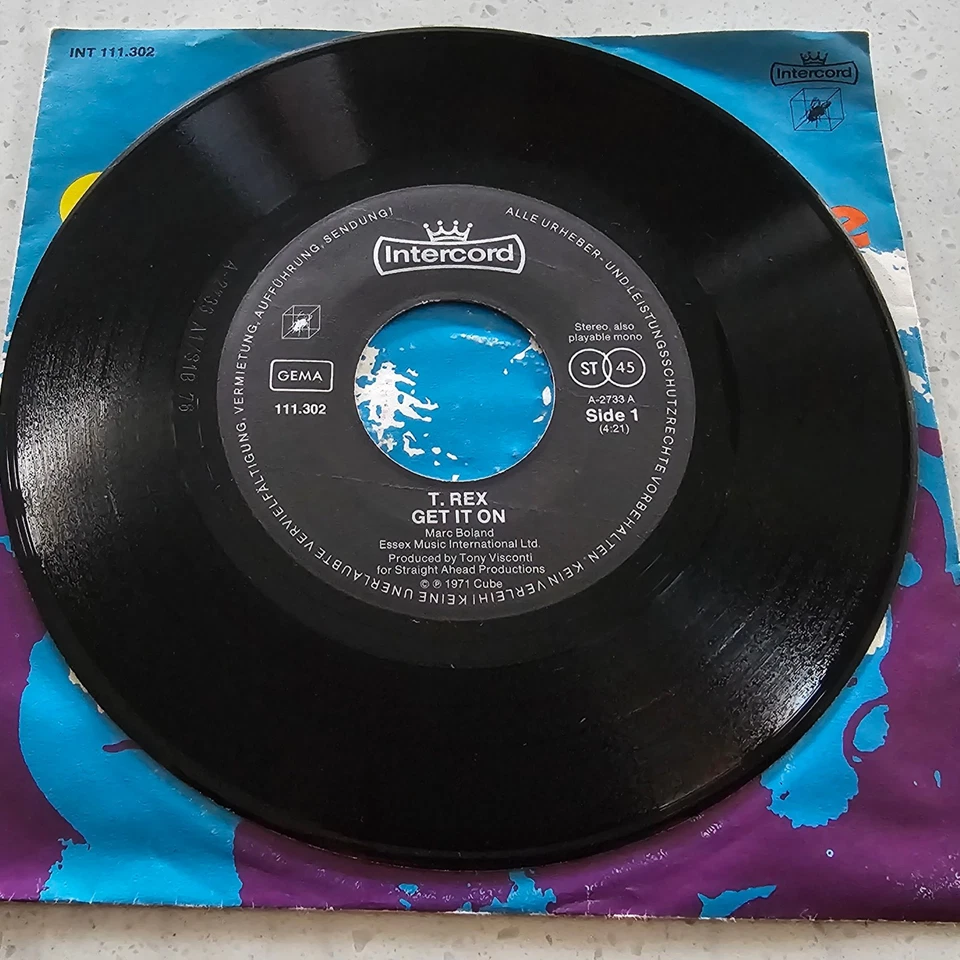 INT 111.302
Intercord
ALLE URHEBER- UND LEISTUNGSSCHUTZRECHTE VORBEHALTEN. KEIN VERLEIH! KEINE UNERLAUBTE VERVIELFÄLTIGUNG, VERMIETUNG, AUFFÜHRUNG, SENDUNG!
Intercord
Stereo, also
playable mono
GEMA
ST 45
111.302
A-2733 A
Side 1
(4:21)
T. REX
GET IT ON
Marc Boland
Essex Music International Ltd.
Produced by Tony Visconti
for Straight Ahead Productions
© ℗ 1971 Cube